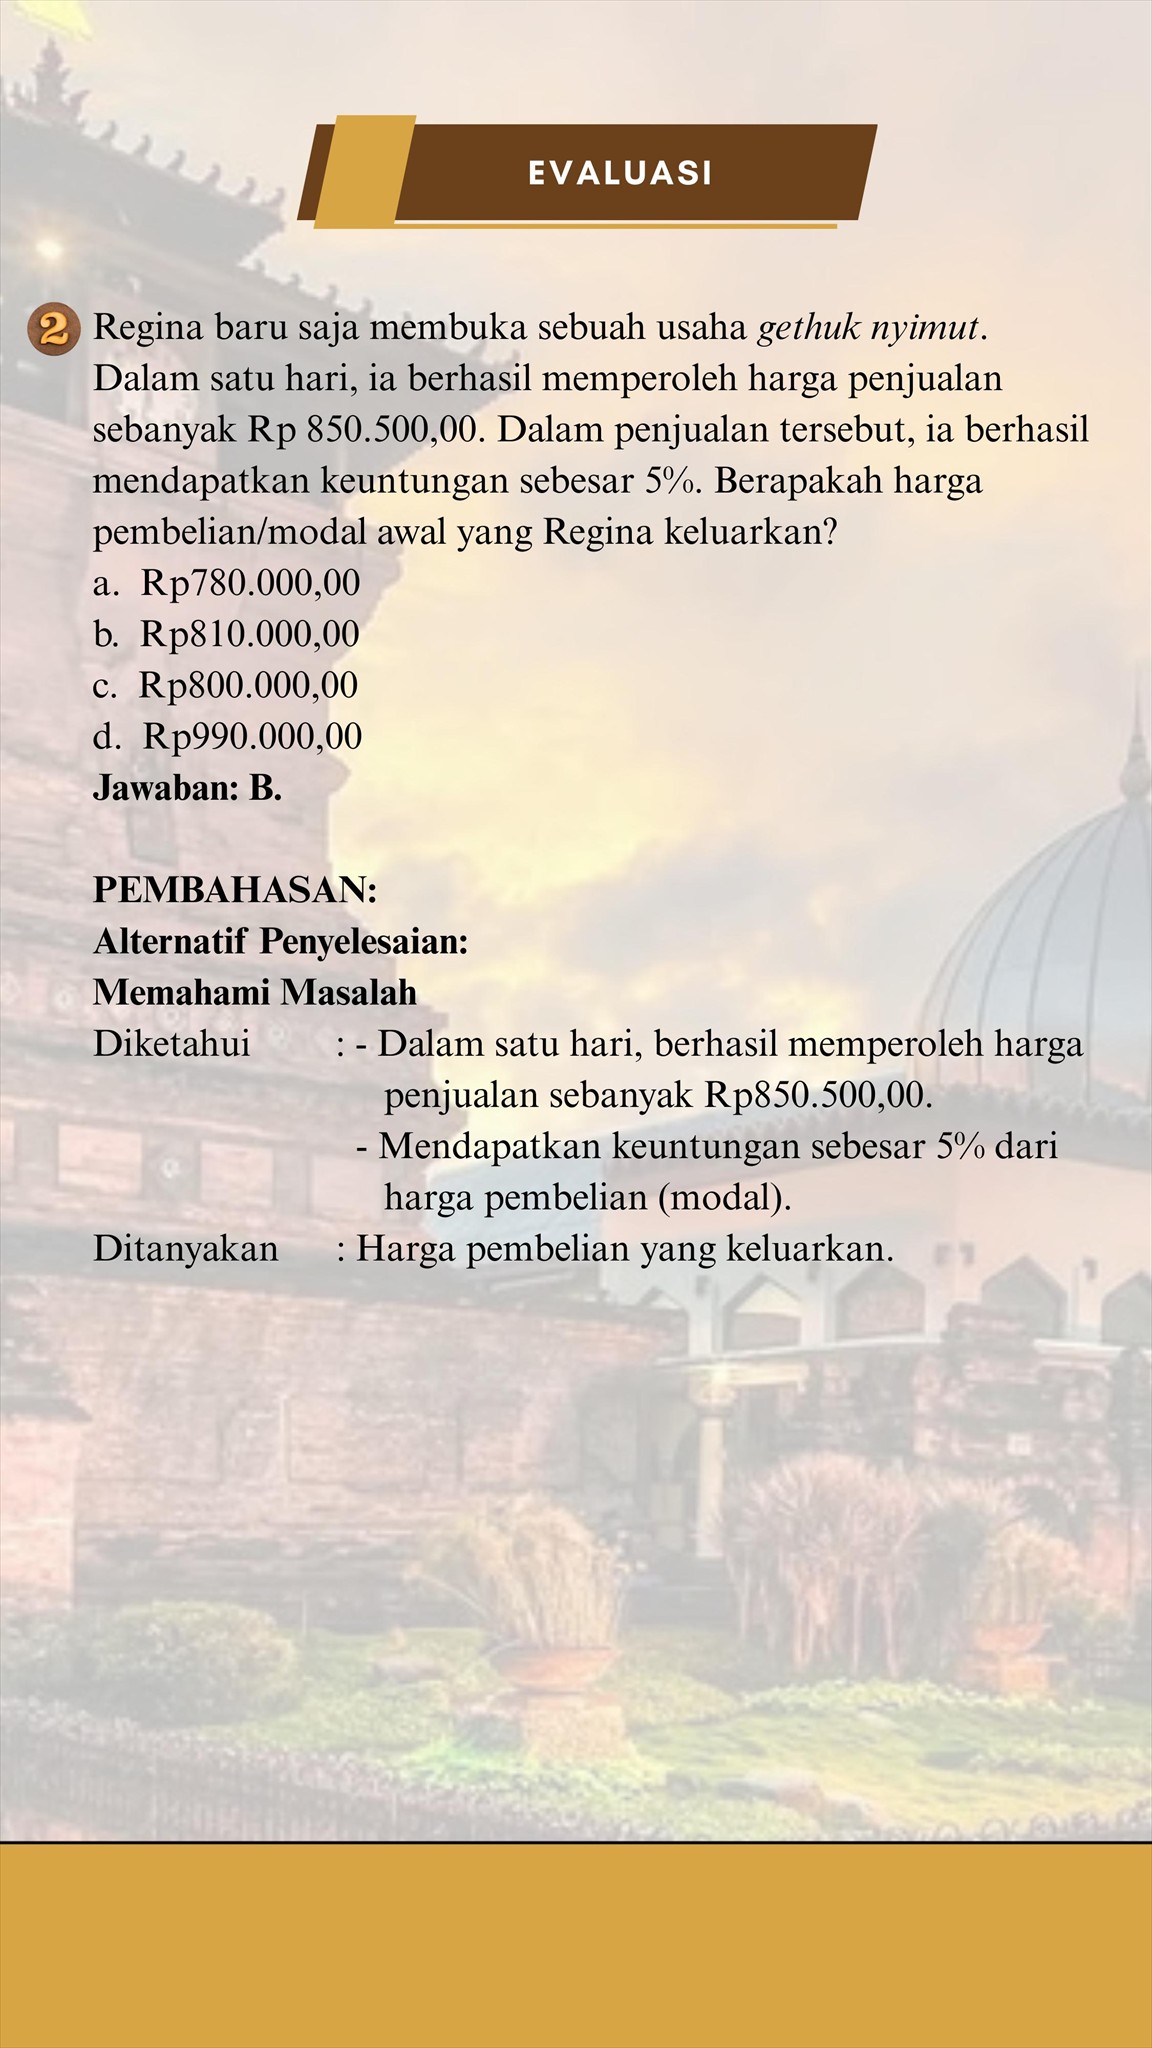 EVALUASI
2 Regina baru saja membuka sebuah usaha gethuk nyimut.
Dalam satu hari, ia berhasil memperoleh harga penjualan
sebanyak Rp 850.500,00. Dalam penjualan tersebut, ia berhasil
mendapatkan keuntungan sebesar 5%. Berapakah harga
pembelian/modal awal yang Regina keluarkan?
a. Rp780.000,00
b. Rp810.000,00
c. Rp800.000,00
d. Rp990.000,00
Jawaban: B.
PEMBAHASAN:
Alternatif Penyelesaian:
Memahami Masalah
Diketahui : - Dalam satu hari, berhasil memperoleh harga
penjualan sebanyak Rp850.500,00.
- Mendapatkan keuntungan sebesar 5% dari
harga pembelian (modal).
Ditanyakan : Harga pembelian yang keluarkan.